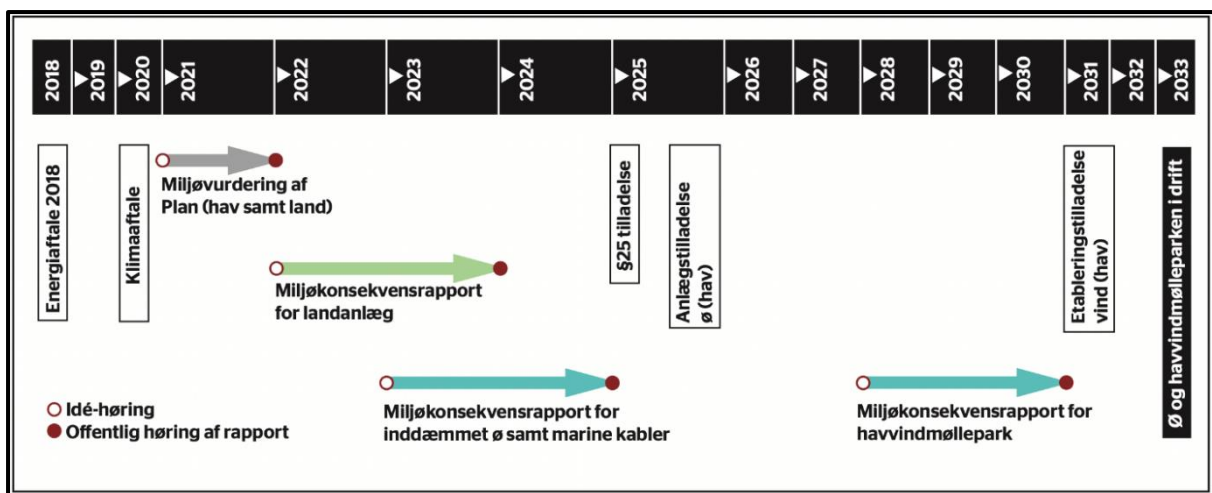 2018
2019
2020
2021
2022
2023
2024
2025
2026
2027
2028
2029
2030
2031
2032
2033
Energiaftale 2018
Klimaaftale
Miljøvurdering af
Plan (hav samt land)
Miljøkonsekvensrapport
for landanlæg
Miljøkonsekvensrapport for
inddæmmet ø samt marine kabler
§25 tilladelse
Anlægstilladelse
ø (hav)
Miljøkonsekvensrapport for
havvindmøllepark
Etableringstilladelse
vind (hav)
Ø og havvindmølleparken i drift
Idé-høring
Offentlig høring af rapport